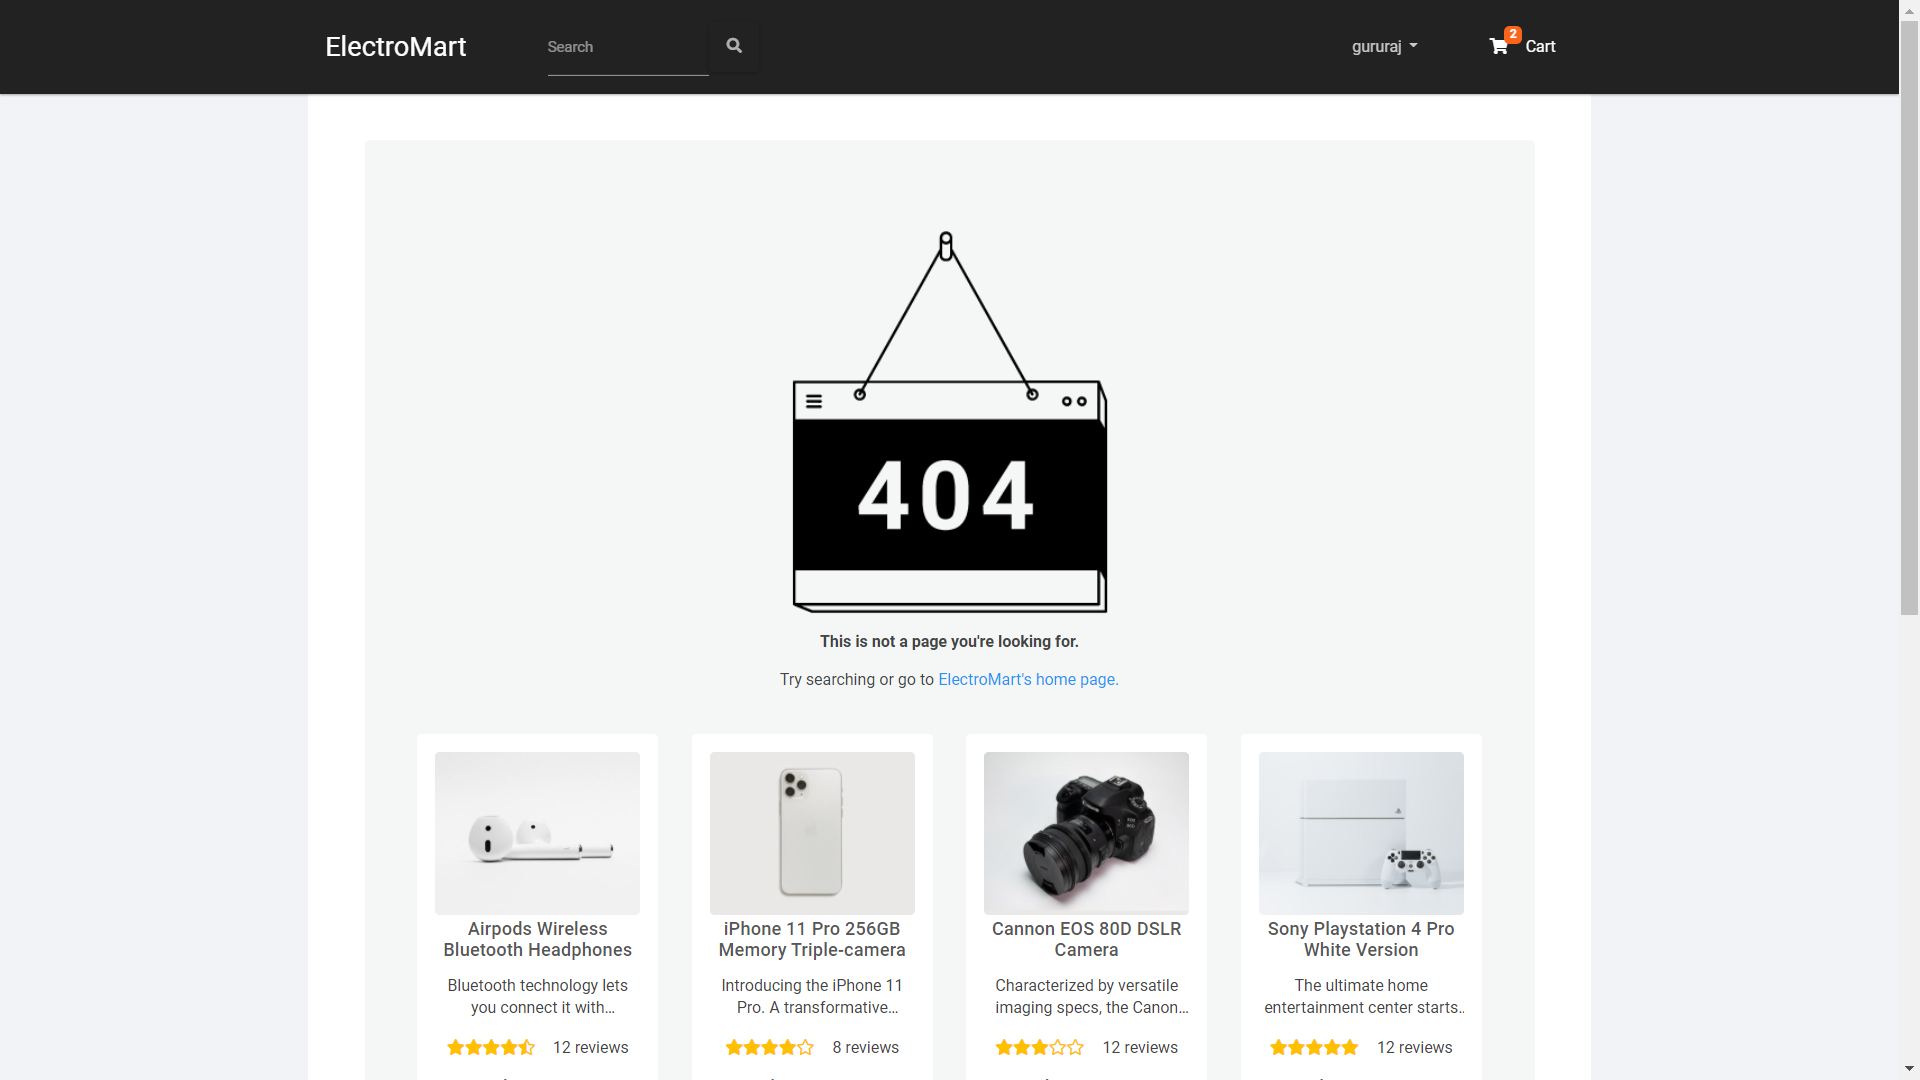 ElectroMart
Search
gururaj
2
Cart
404
This is not a page you're looking for.
Try searching or go to ElectroMart's home page.
Airpods Wireless
Bluetooth Headphones
Bluetooth technology lets
you connect it with...
12 reviews
iPhone 11 Pro 256GB
Memory Triple-camera
Introducing the iPhone 11
Pro. A transformative...
8 reviews
Cannon EOS 80D DSLR
Camera
Characterized by versatile
imaging specs, the Canon...
12 reviews
Sony Playstation 4 Pro
White Version
The ultimate home
entertainment center starts..
12 reviews